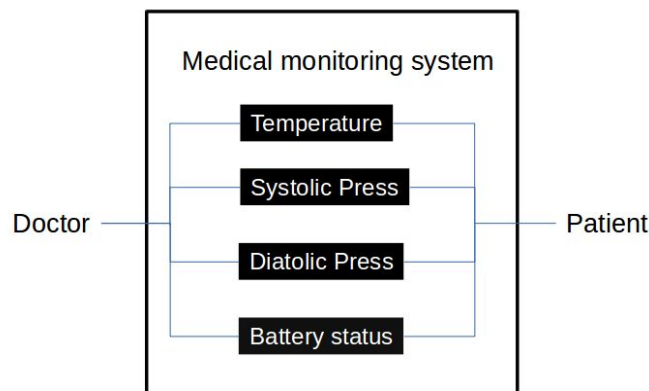 Medical monitoring system
Temperature
Systolic Press
Doctor
Patient
Diatolic Press
Battery status